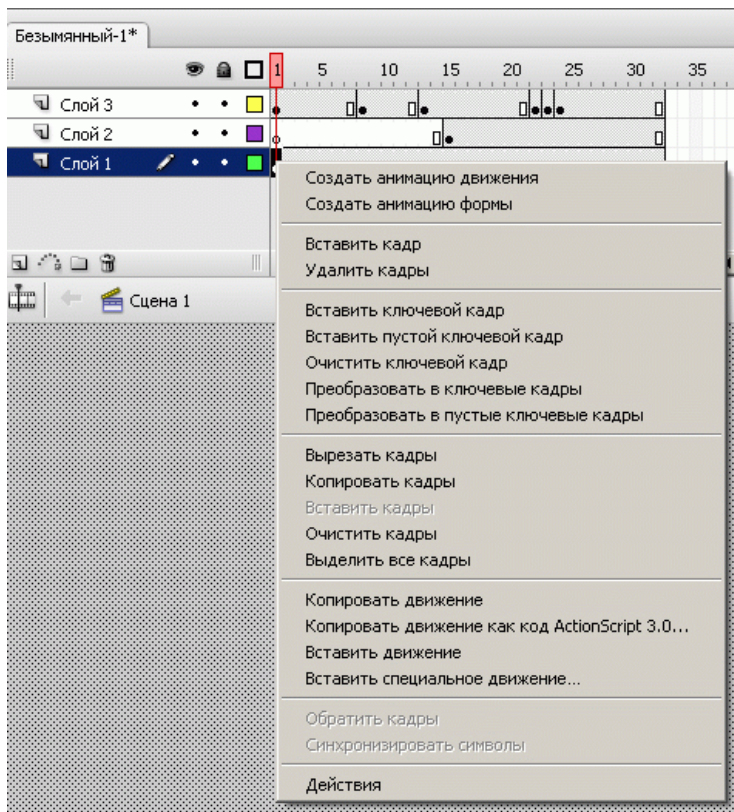 Безымянный-1*
1 5 10 15 20 25 30 35
Слой 3
Слой 2
Слой 1
Сцена 1
Создать анимацию движения
Создать анимацию формы
Вставить кадр
Удалить кадры
Вставить ключевой кадр
Вставить пустой ключевой кадр
Очистить ключевой кадр
Преобразовать в ключевые кадры
Преобразовать в пустые ключевые кадры
Вырезать кадры
Копировать кадры
Вставить кадры
Очистить кадры
Выделить все кадры
Копировать движение
Копировать движение как код ActionScript 3.0...
Вставить движение
Вставить специальное движение...
Обратить кадры
Синхронизировать символы
Действия